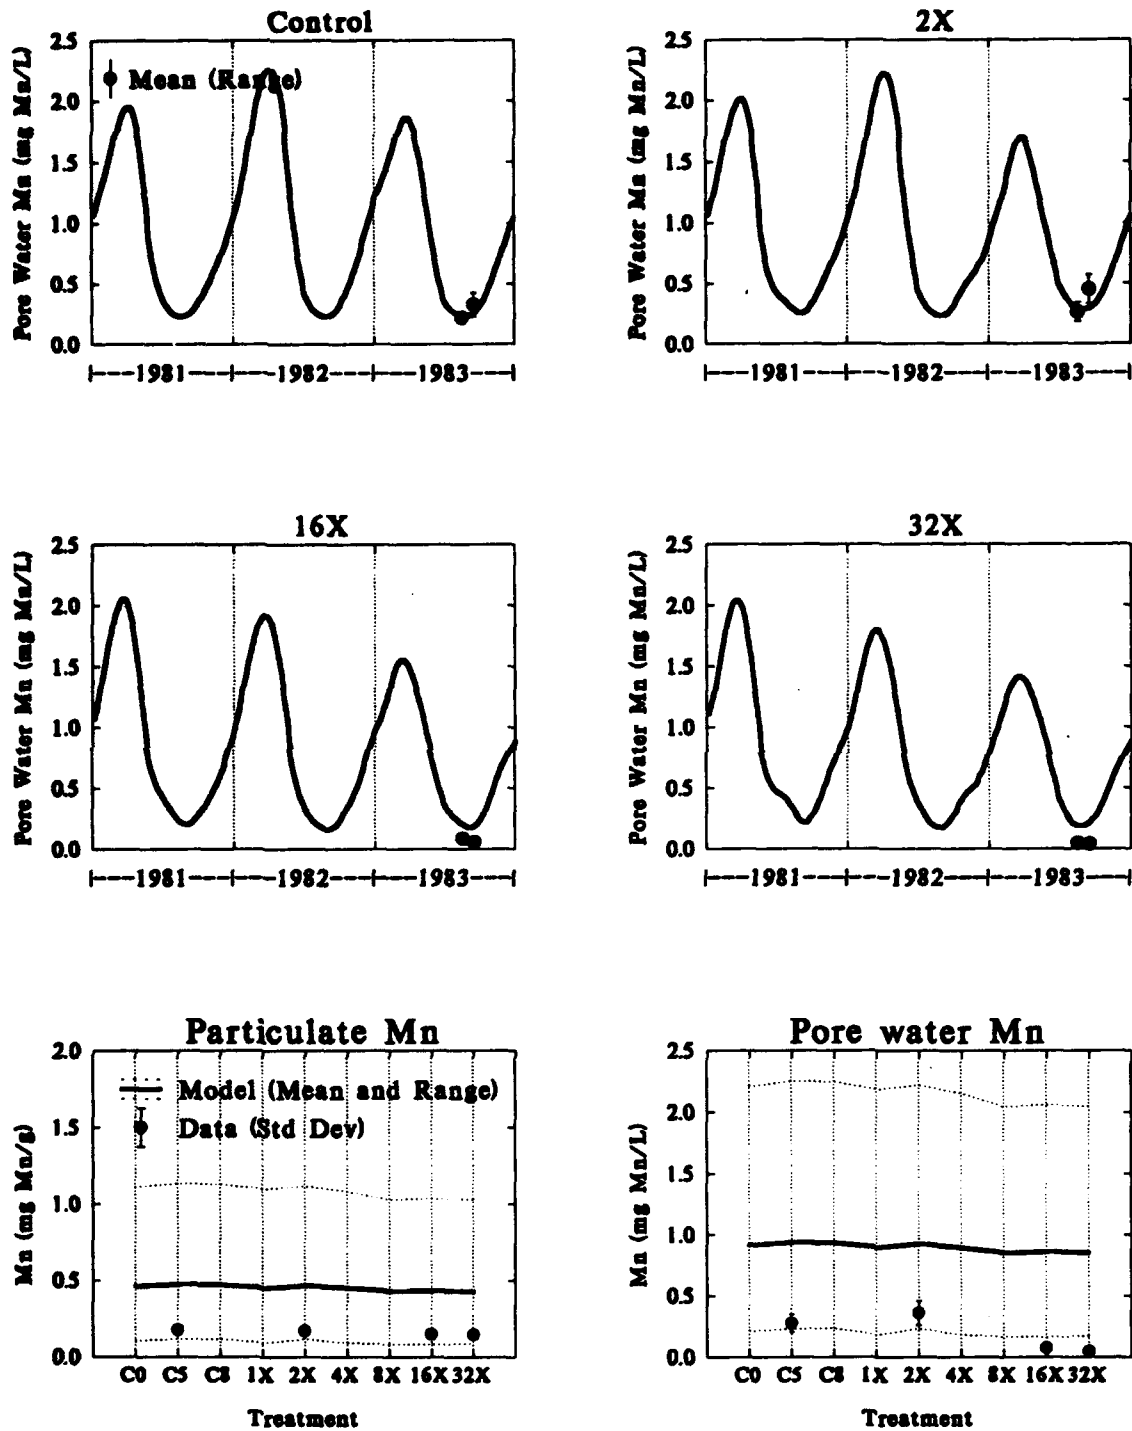 Control
2X
Pore Water Mn (mg Mn/L)
2.5
2.0
1.5
1.0
0.5
0.0
Mean (Range)
|----1981----|----1982----|----1983----|
Pore Water Mn (mg Mn/L)
2.5
2.0
1.5
1.0
0.5
0.0
|----1981----|----1982----|----1983----|
16X
32X
Pore Water Mn (mg Mn/L)
2.5
2.0
1.5
1.0
0.5
0.0
|----1981----|----1982----|----1983----|
Pore Water Mn (mg Mn/L)
2.5
2.0
1.5
1.0
0.5
0.0
|----1981----|----1982----|----1983----|
Particulate Mn
Pore water Mn
Mn (mg Mn/g)
2.0
1.5
1.0
0.5
0.0
Model (Mean and Range)
Data (Std Dev)
C0 C5 C8 1X 2X 4X 8X 16X 32X
Treatment
Mn (mg Mn/L)
2.5
2.0
1.5
1.0
0.5
0.0
C0 C5 C8 1X 2X 4X 8X 16X 32X
Treatment